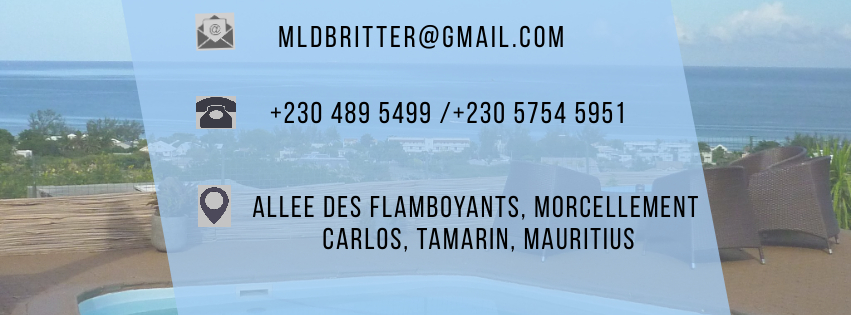 MLDBRITTER@GMAIL.COM
+230 489 5499 /+230 5754 5951
ALLEE DES FLAMBOYANTS, MORCELLEMENT
CARLOS, TAMARIN, MAURITIUS